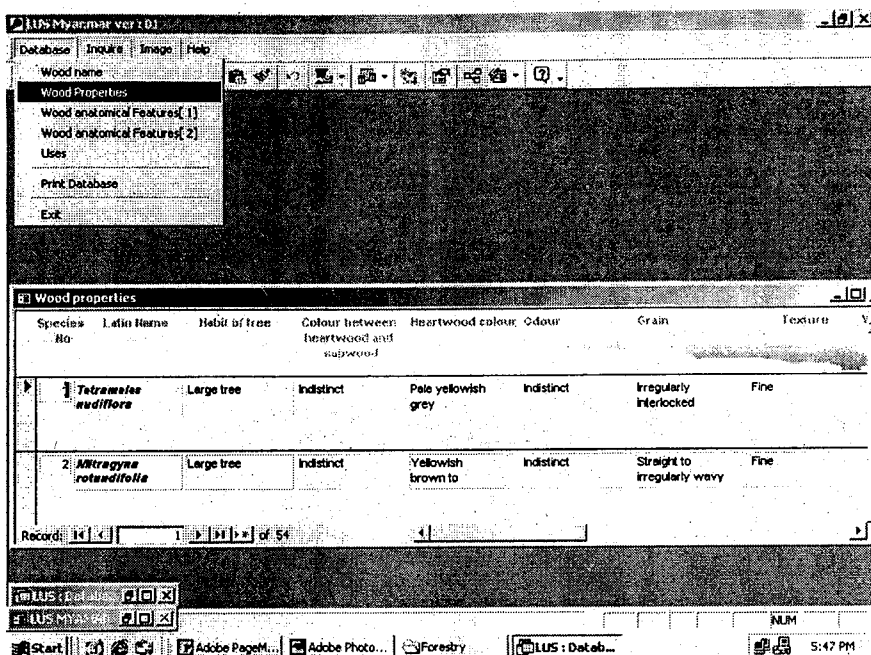 LUS Myanmar ver : 0.1
Database Inquire Image Help
Wood name
Wood Properties
Wood anatomical Features[ 1]
Wood anatomical Features[ 2]
Uses
Print Database
Exit
Wood properties
Species No Latin Name Habit of tree Colour between heartwood and sapwood Heartwood colour Odour Grain Texture V
1 Tetrameles nudiflora Large tree Indistinct Pale yellowish grey Indistinct Irregularly interlocked Fine
2 Mitragyna rotundifolia Large tree Indistinct Yellowish brown to Indistinct Straight to irregularly wavy Fine
Record: 1 of 54
LUS : Databas
LUS MYAN
NUM
Start Adobe PageM... Adobe Photo... Forestry LUS : Datab... 5:47 PM